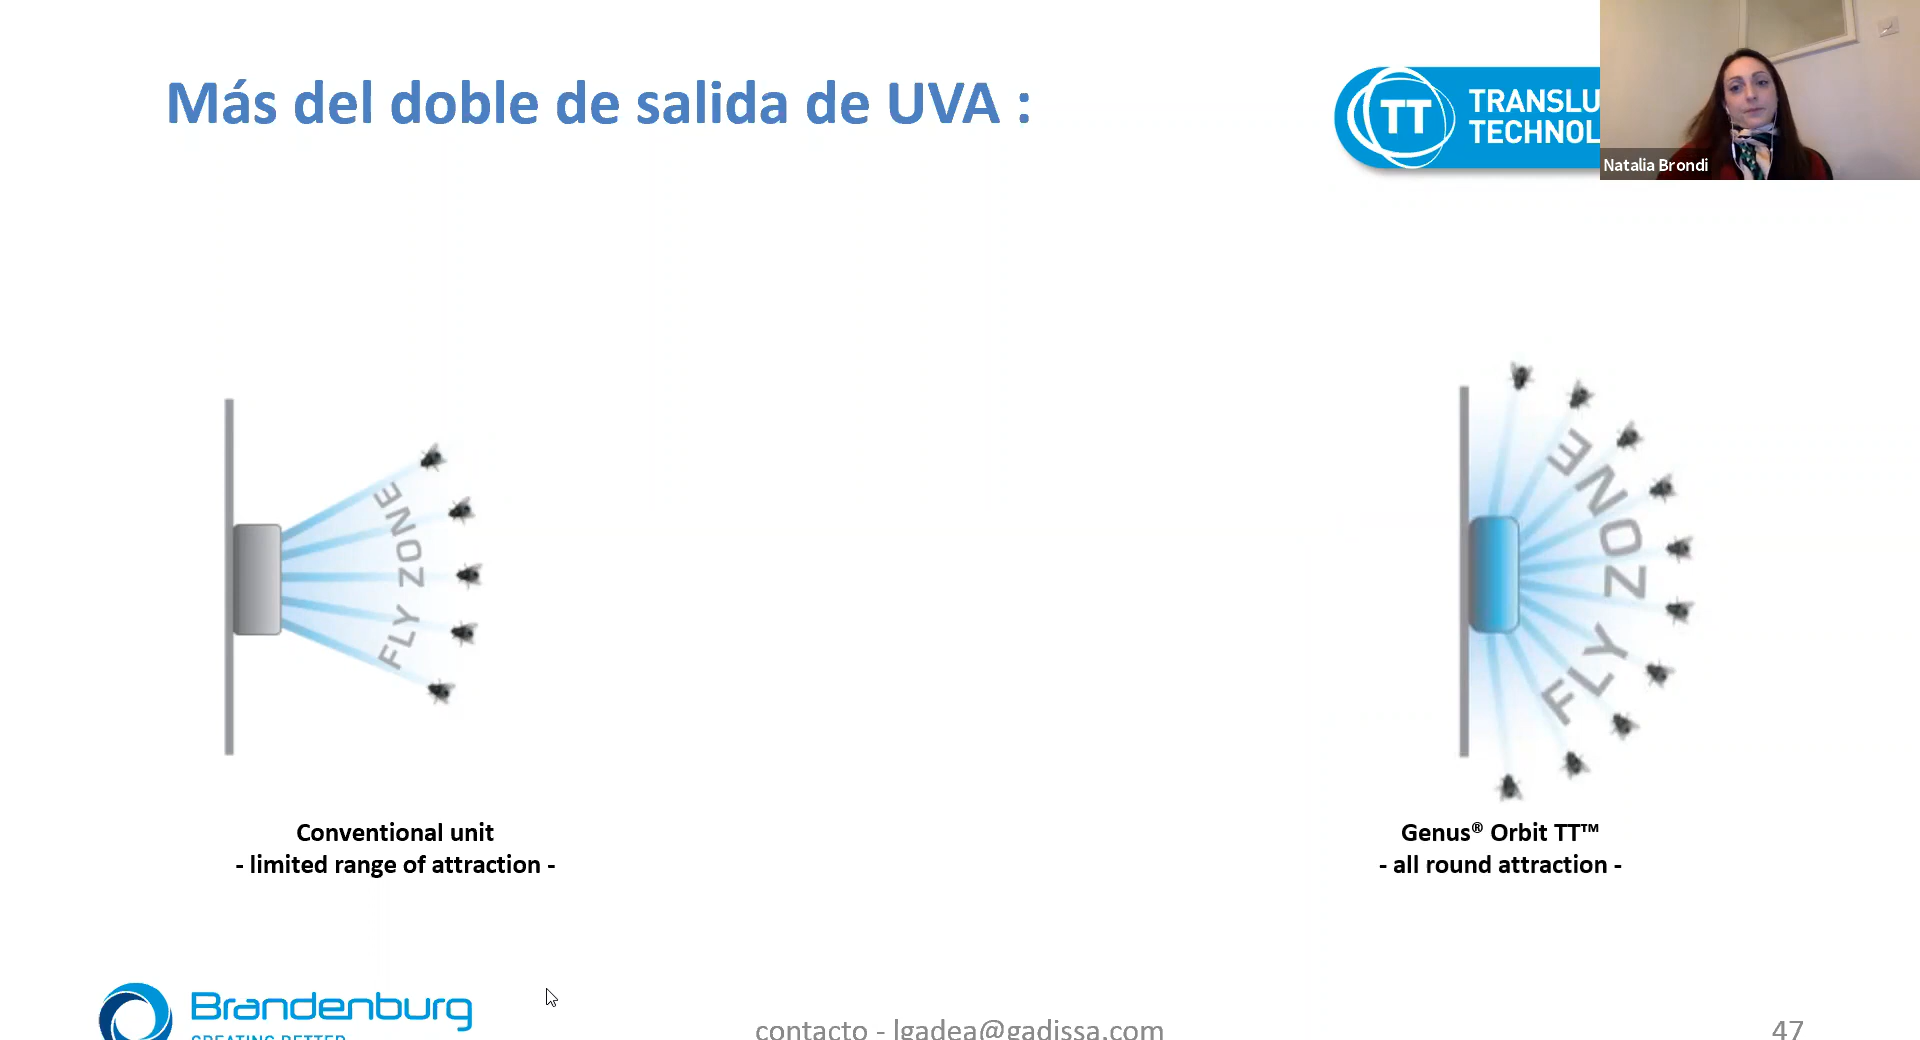 Más del doble de salida de UVA :
TT
TRANSLU
TECHNOL
Natalia Brondi
FLY ZONE
FLY ZONE
Conventional unit
- limited range of attraction -
Genus® Orbit TT™
- all round attraction -
Brandenburg
CREATING BETTER
contacto - lgadea@gadissa.com
47